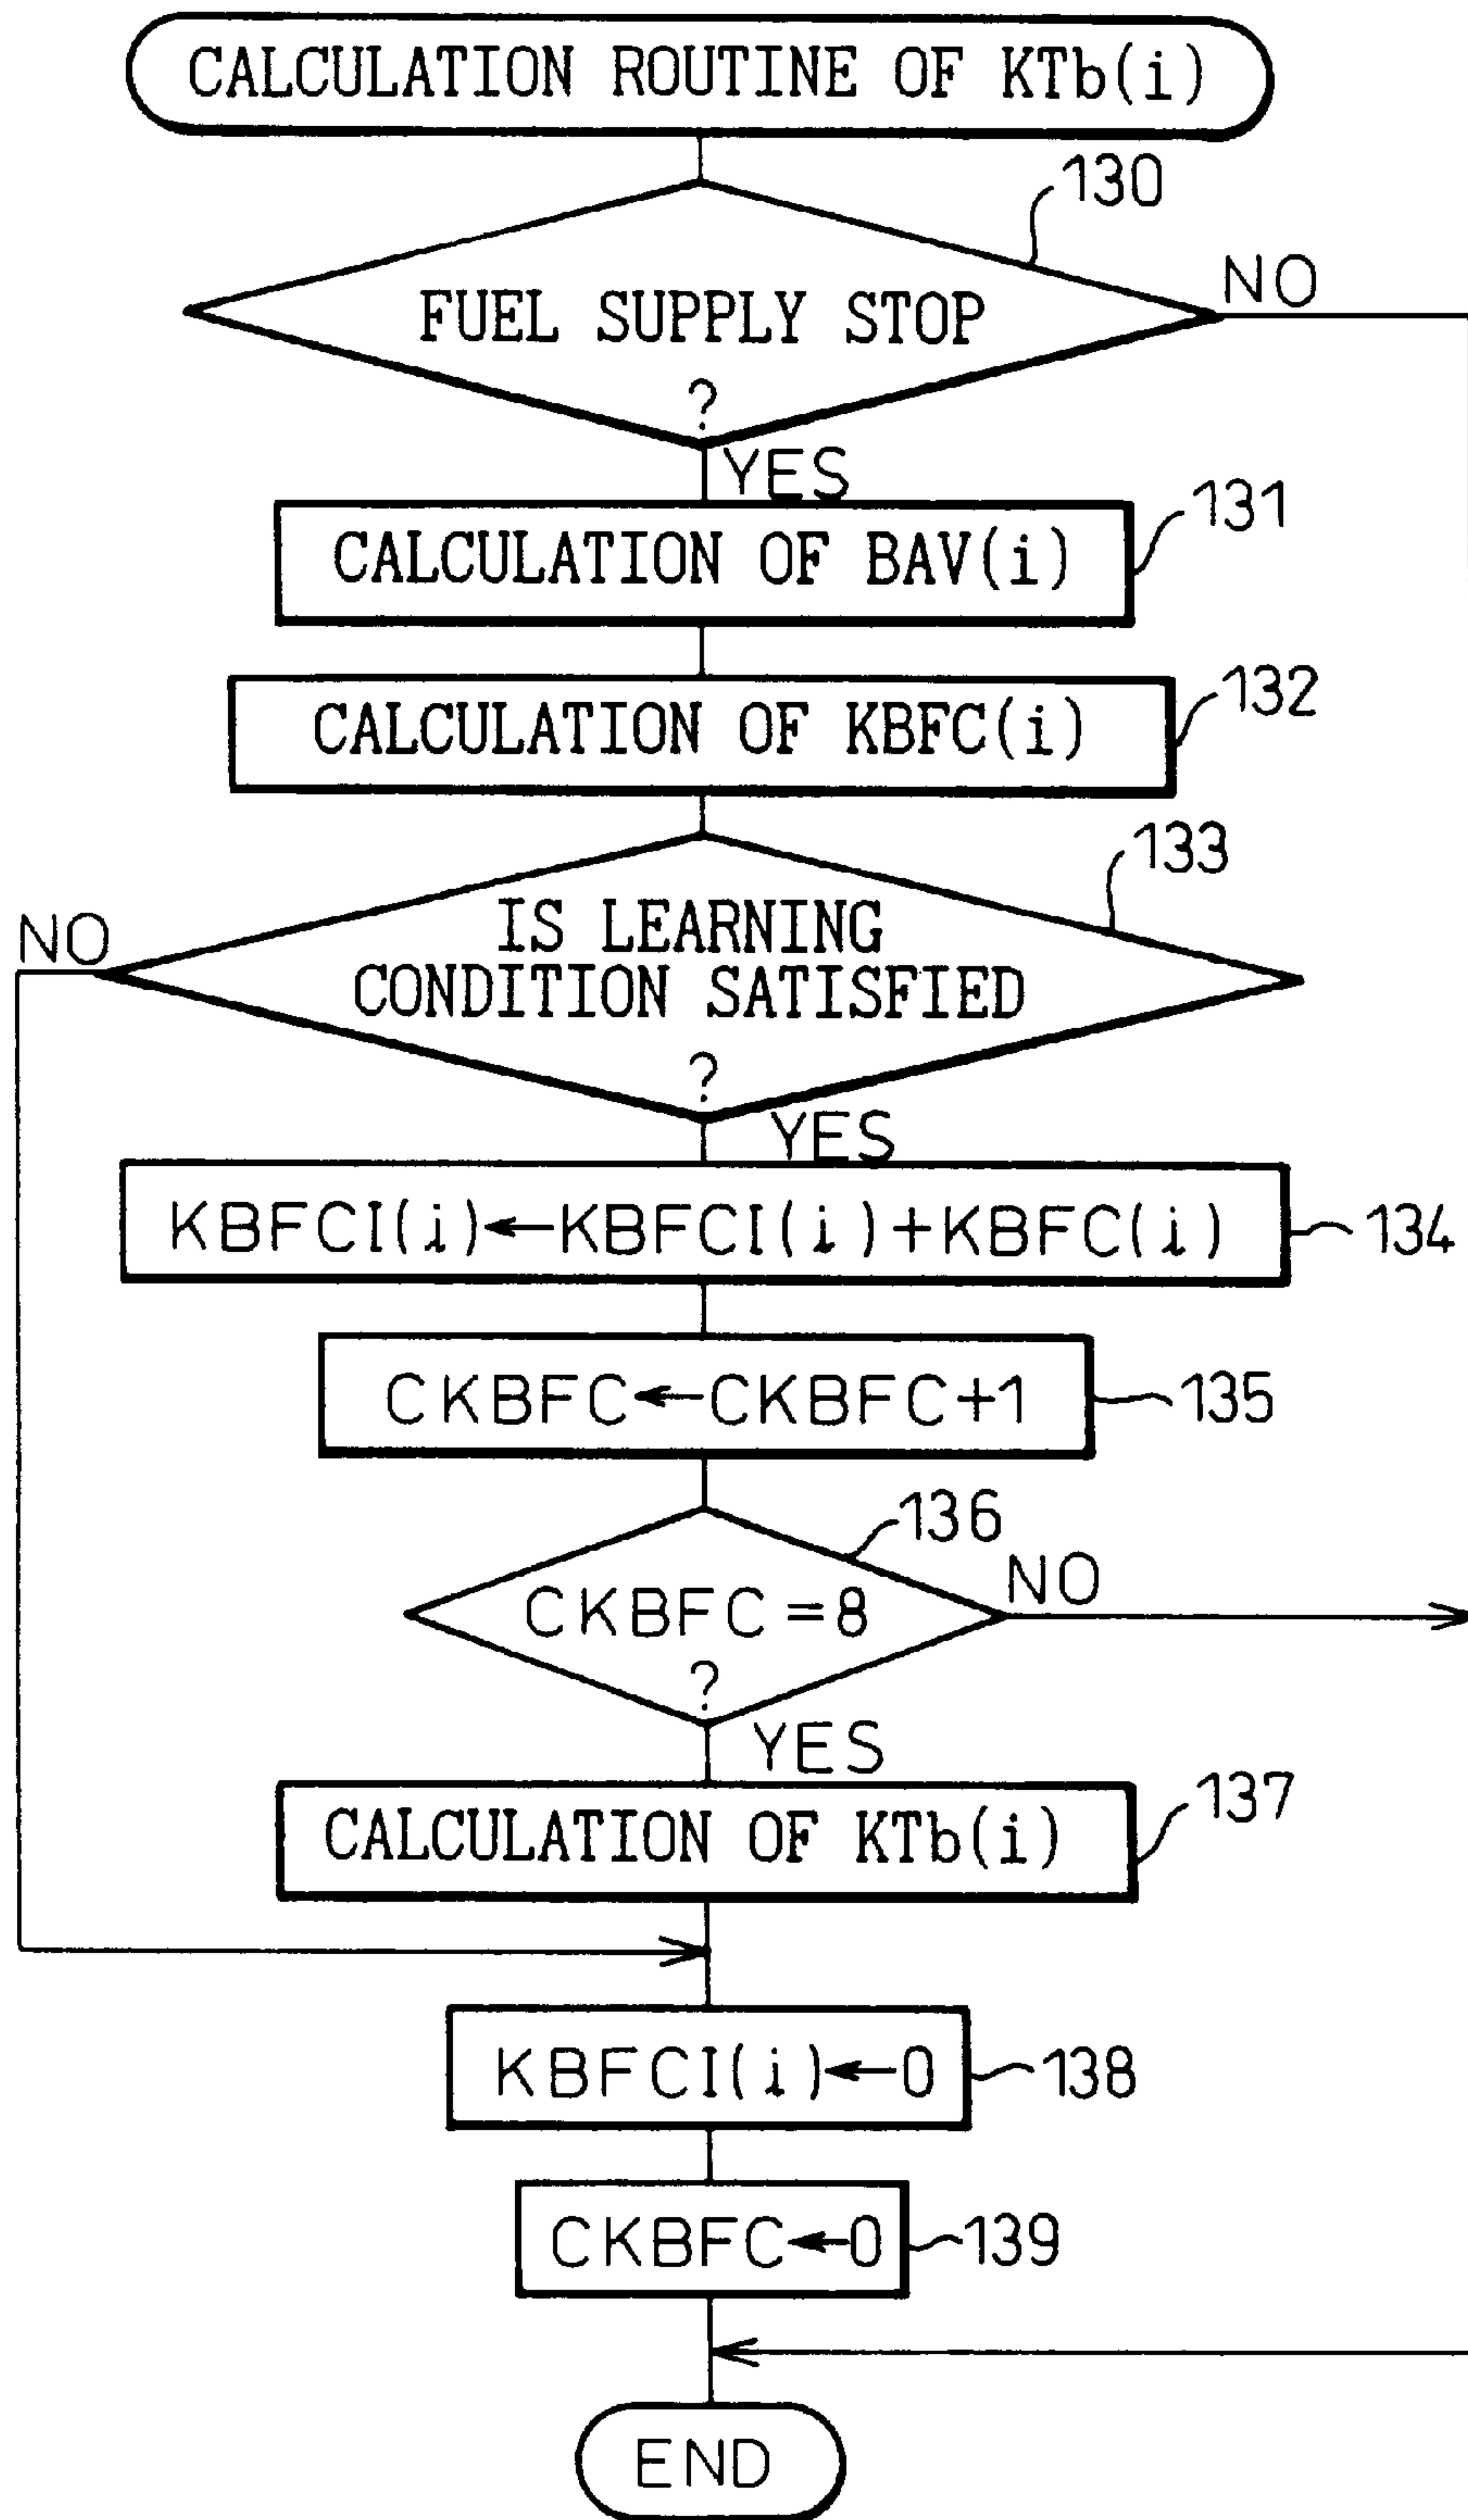 CALCULATION ROUTINE OF KTb(i)
130
NO
FUEL SUPPLY STOP
?
YES
131
CALCULATION OF BAV(i)
132
CALCULATION OF KBFC(i)
133
NO
IS LEARNING
CONDITION SATISFIED
?
YES
KBFCI(i)←KBFCI(i)+KBFC(i)
134
CKBFC←CKBFC+1
135
136
NO
CKBFC=8
?
YES
137
CALCULATION OF KTb(i)
KBFCI(i)←0
138
CKBFC←0
139
END